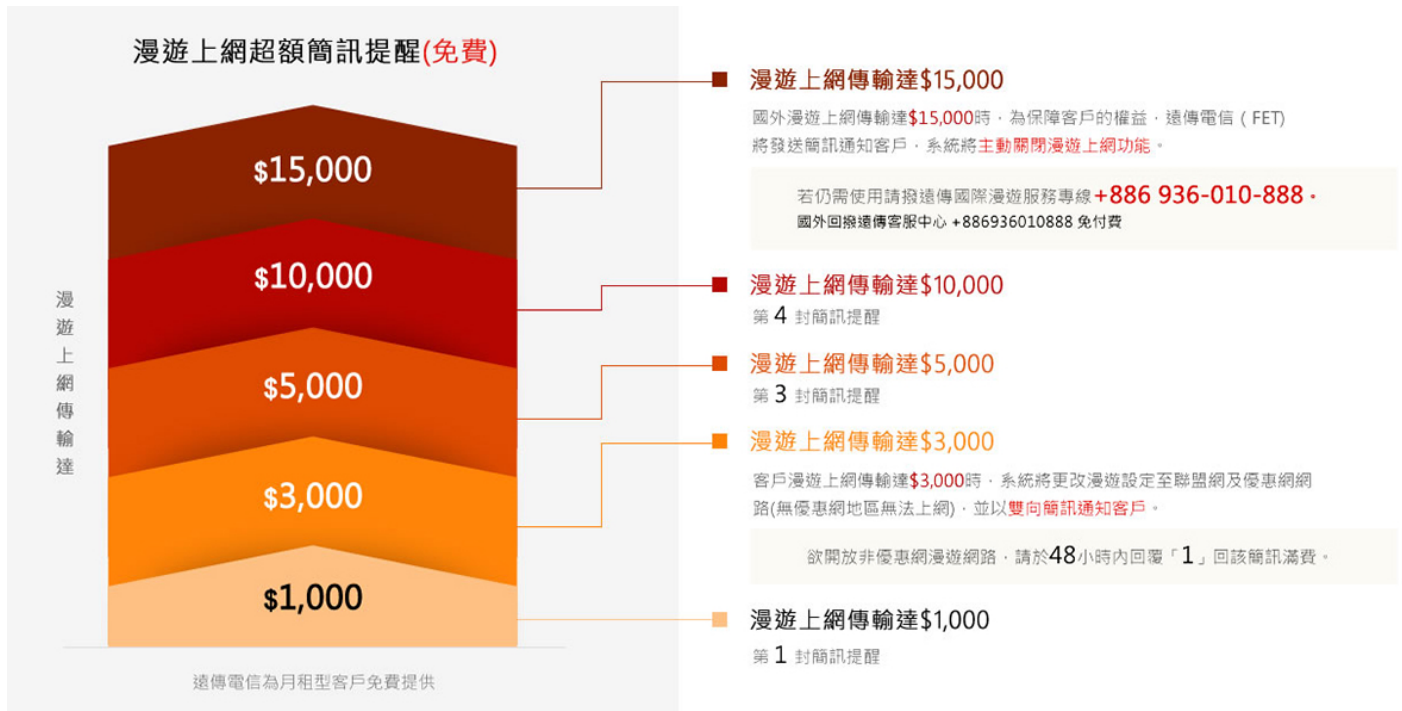 漫遊上網超額簡訊提醒(免費)
$15,000
$10,000
$5,000
$3,000
$1,000
漫遊上網傳輸達
遠傳電信為月租型客戶免費提供
漫遊上網傳輸達$15,000
國外漫遊上網傳輸達$15,000時，為保障客戶的權益，遠傳電信 ( FET)
將發送簡訊通知客戶，系統將主動關閉漫遊上網功能。
若仍需使用請撥遠傳國際漫遊服務專線+886 936-010-888。
國外回撥遠傳客服中心 +886936010888 免付費
漫遊上網傳輸達$10,000
第 4 封簡訊提醒
漫遊上網傳輸達$5,000
第 3 封簡訊提醒
漫遊上網傳輸達$3,000
客戶漫遊上網傳輸達$3,000時，系統將更改漫遊設定至聯盟網及優惠網網
路(無優惠網地區無法上網)，並以雙向簡訊通知客戶。
欲開放非優惠網漫遊網路，請於48小時內回覆「1」回該簡訊滿費。
漫遊上網傳輸達$1,000
第 1 封簡訊提醒